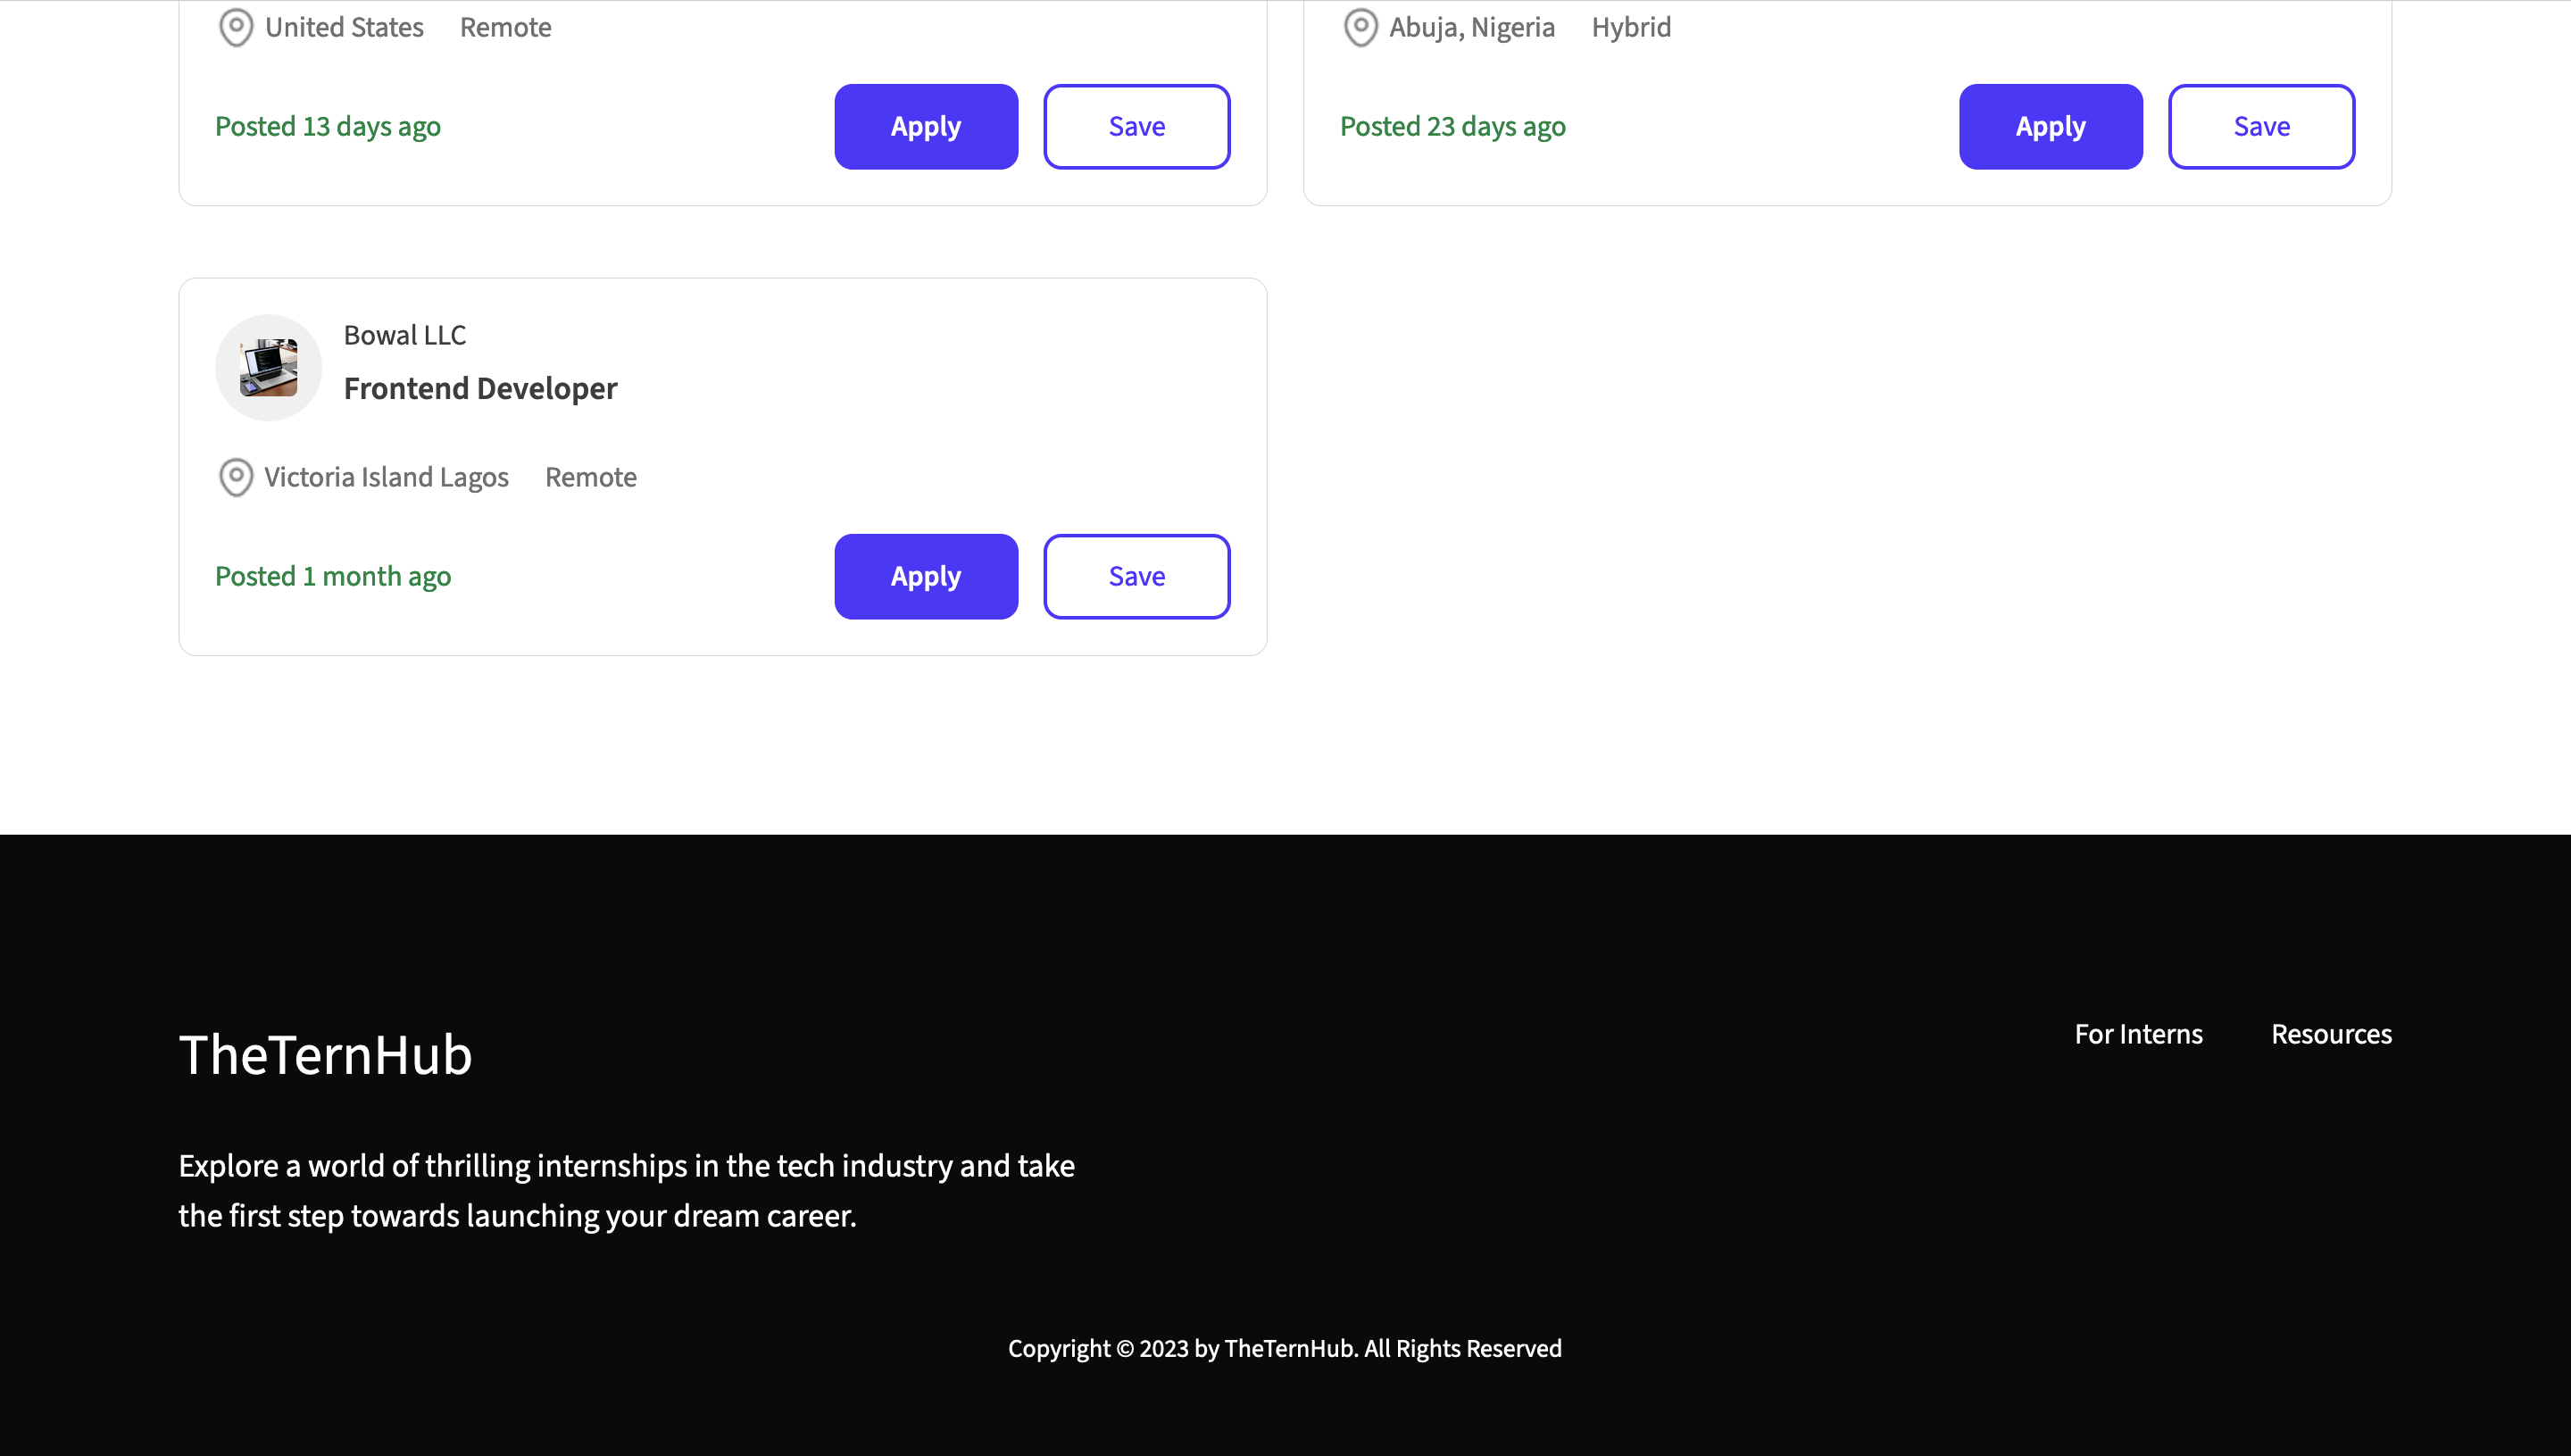 United States Remote
Posted 13 days ago Apply Save
Abuja, Nigeria Hybrid
Posted 23 days ago Apply Save
Bowal LLC
Frontend Developer
Victoria Island Lagos Remote
Posted 1 month ago Apply Save
TheTernHub
For Interns Resources
Explore a world of thrilling internships in the tech industry and take
the first step towards launching your dream career.
Copyright © 2023 by TheTernHub. All Rights Reserved